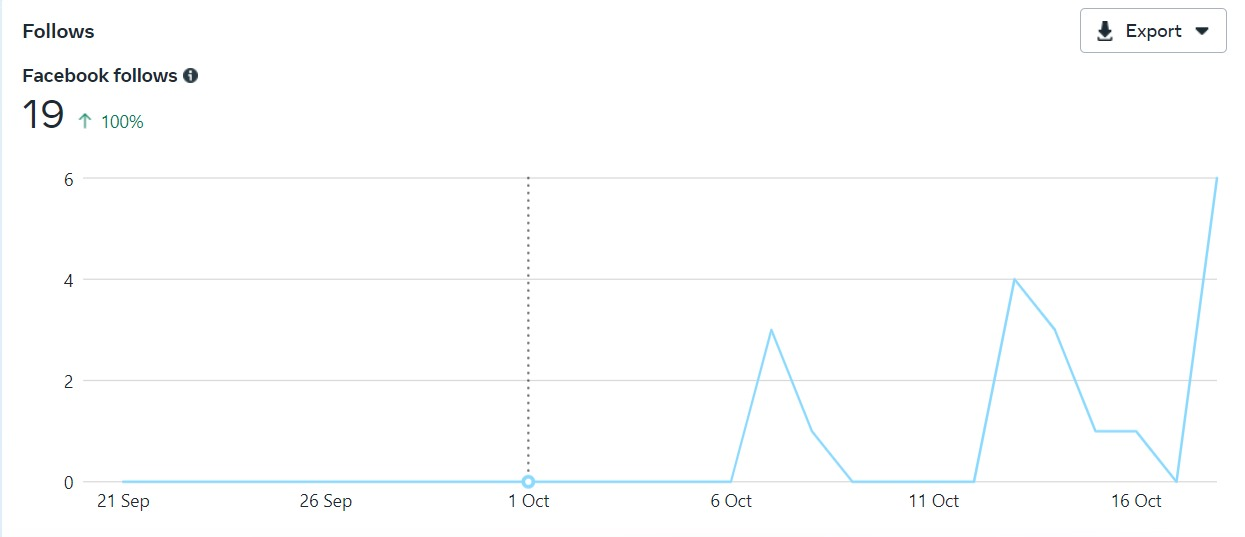 Follows
Export
Facebook follows
19 100%
6
4
2
0
21 Sep 26 Sep 1 Oct 6 Oct 11 Oct 16 Oct